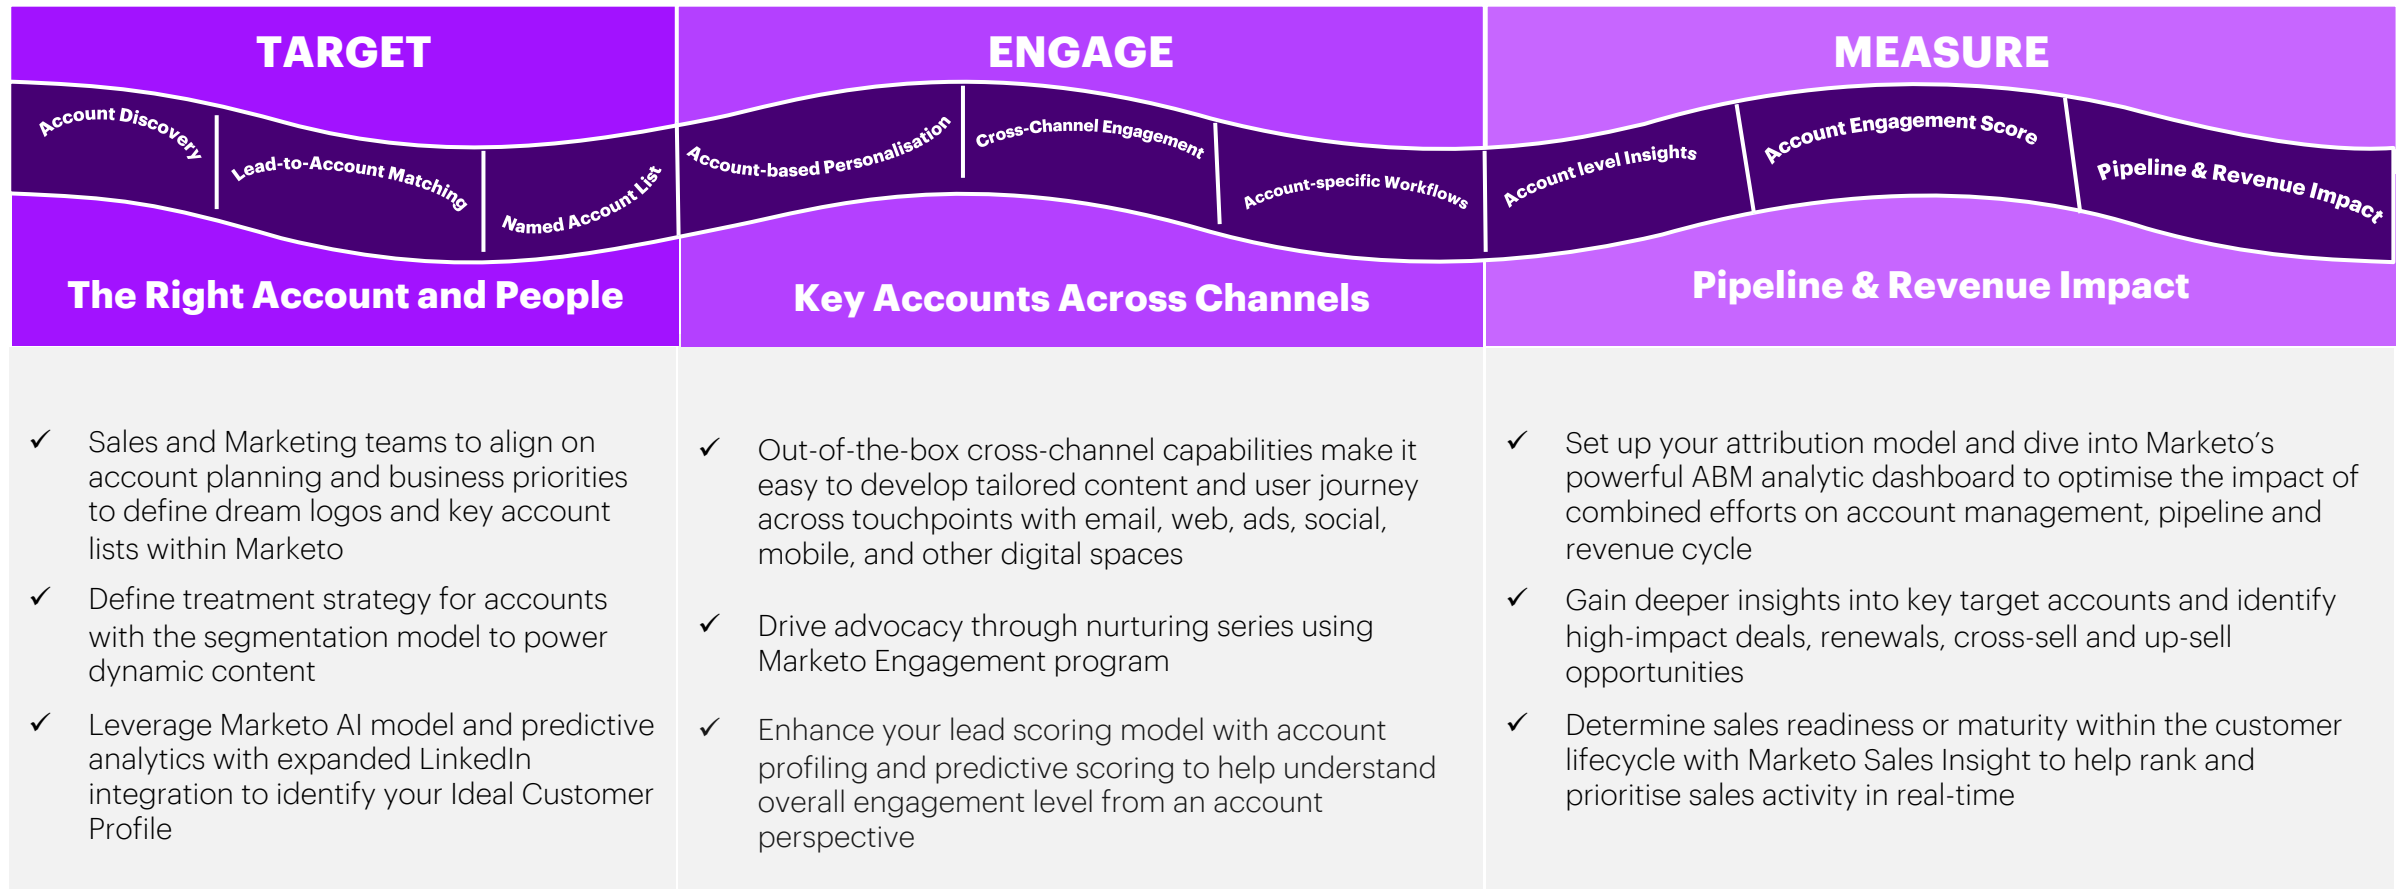 TARGET
Account Discovery
Lead-to-Account Matching
Named Account List
The Right Account and People
Sales and Marketing teams to align on
account planning and business priorities
to define dream logos and key account
lists within Marketo
Define treatment strategy for accounts
with the segmentation model to power
dynamic content
Leverage Marketo AI model and predictive
analytics with expanded LinkedIn
integration to identify your Ideal Customer
Profile
ENGAGE
Account-based Personalisation
Cross-Channel Engagement
Account-specific Workflows
Key Accounts Across Channels
Out-of-the-box cross-channel capabilities make it
easy to develop tailored content and user journey
across touchpoints with email, web, ads, social,
mobile, and other digital spaces
Drive advocacy through nurturing series using
Marketo Engagement program
Enhance your lead scoring model with account
profiling and predictive scoring to help understand
overall engagement level from an account
perspective
MEASURE
Account level Insights
Account Engagement Score
Pipeline & Revenue Impact
Pipeline & Revenue Impact
Set up your attribution model and dive into Marketo’s
powerful ABM analytic dashboard to optimise the impact of
combined efforts on account management, pipeline and
revenue cycle
Gain deeper insights into key target accounts and identify
high-impact deals, renewals, cross-sell and up-sell
opportunities
Determine sales readiness or maturity within the customer
lifecycle with Marketo Sales Insight to help rank and
prioritise sales activity in real-time